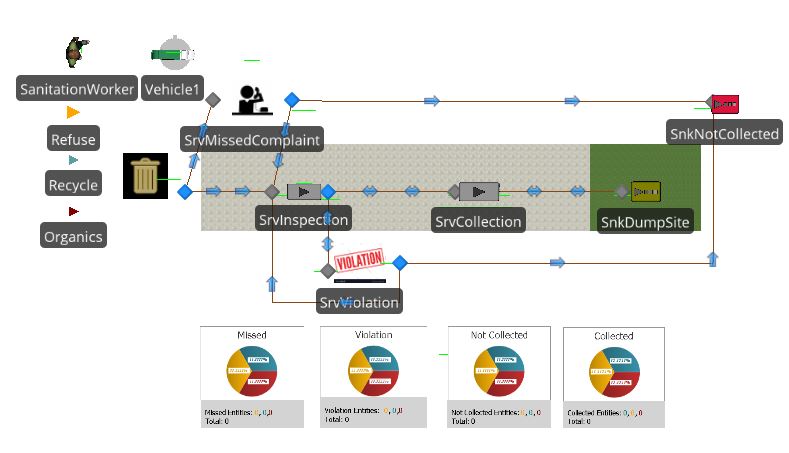 SanitationWorker
Vehicle1
Refuse
Recycle
Organics
SrvMissedComplaint
SnkNotCollected
SrvInspection
SrvCollection
SnkDumpSite
VIOLATION
SrvViolation
Missed
Missed Entities: 0, 0,0
Total: 0
Violation
Violation Entities: 0, 0,0
Total: 0
Not Collected
Not Collected Entities: 0, 0, 0
Total: 0
Collected
Collected Entities: 0, 0, 0
Total: 0